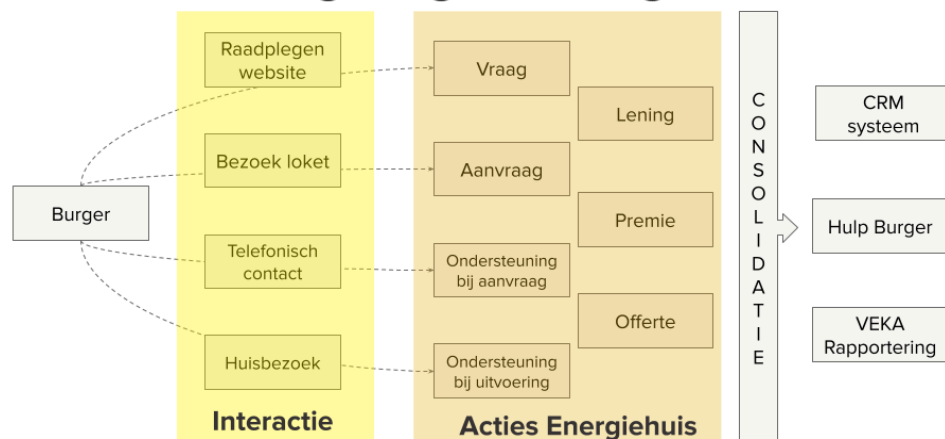 Raadplegen
website
Vraag
Lening
Bezoek loket
Aanvraag
Burger
Premie
Telefonisch
contact
Ondersteuning
bij aanvraag
Offerte
Huisbezoek
Ondersteuning
bij uitvoering
Interactie
Acties Energiehuis
CONSOLIDATIE
CRM
systeem
Hulp Burger
VEKA
Rapportering